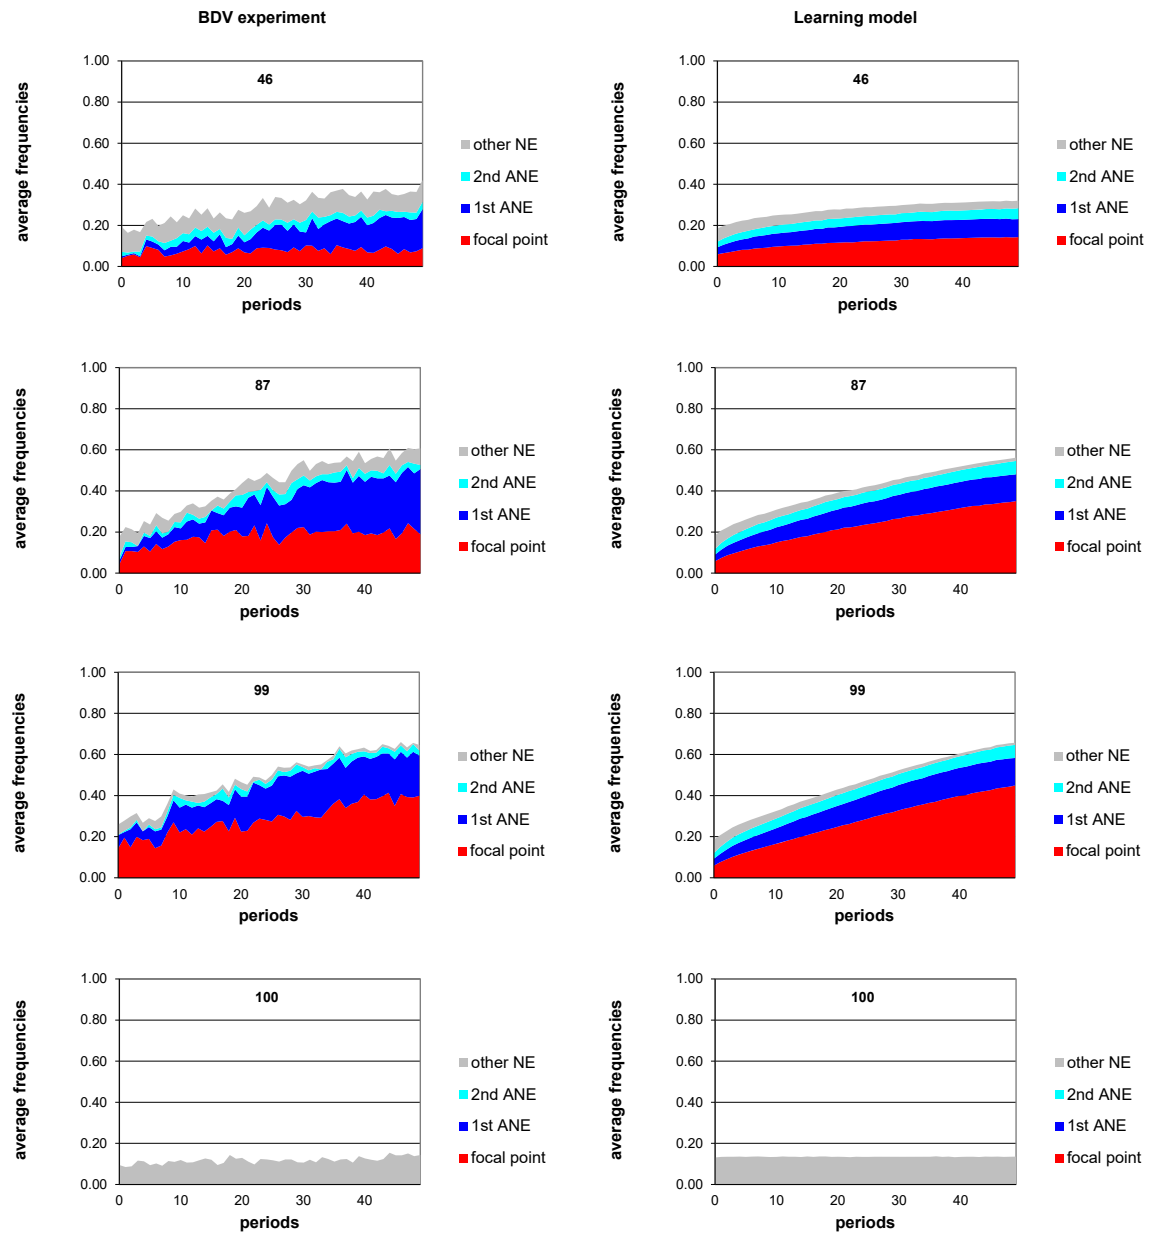 BDV experiment Learning model
46 46
1.00 1.00
0.80 0.80
0.60 0.60
0.40 0.40
0.20 0.20
0.00 0.00
0 10 20 30 40 0 10 20 30 40
periods periods
average frequencies average frequencies
other NE other NE
2nd ANE 2nd ANE
1st ANE 1st ANE
focal point focal point
87 87
1.00 1.00
0.80 0.80
0.60 0.60
0.40 0.40
0.20 0.20
0.00 0.00
0 10 20 30 40 0 10 20 30 40
periods periods
average frequencies average frequencies
other NE other NE
2nd ANE 2nd ANE
1st ANE 1st ANE
focal point focal point
99 99
1.00 1.00
0.80 0.80
0.60 0.60
0.40 0.40
0.20 0.20
0.00 0.00
0 10 20 30 40 0 10 20 30 40
periods periods
average frequencies average frequencies
other NE other NE
2nd ANE 2nd ANE
1st ANE 1st ANE
focal point focal point
100 100
1.00 1.00
0.80 0.80
0.60 0.60
0.40 0.40
0.20 0.20
0.00 0.00
0 10 20 30 40 0 10 20 30 40
periods periods
average frequencies average frequencies
other NE other NE
2nd ANE 2nd ANE
1st ANE 1st ANE
focal point focal point